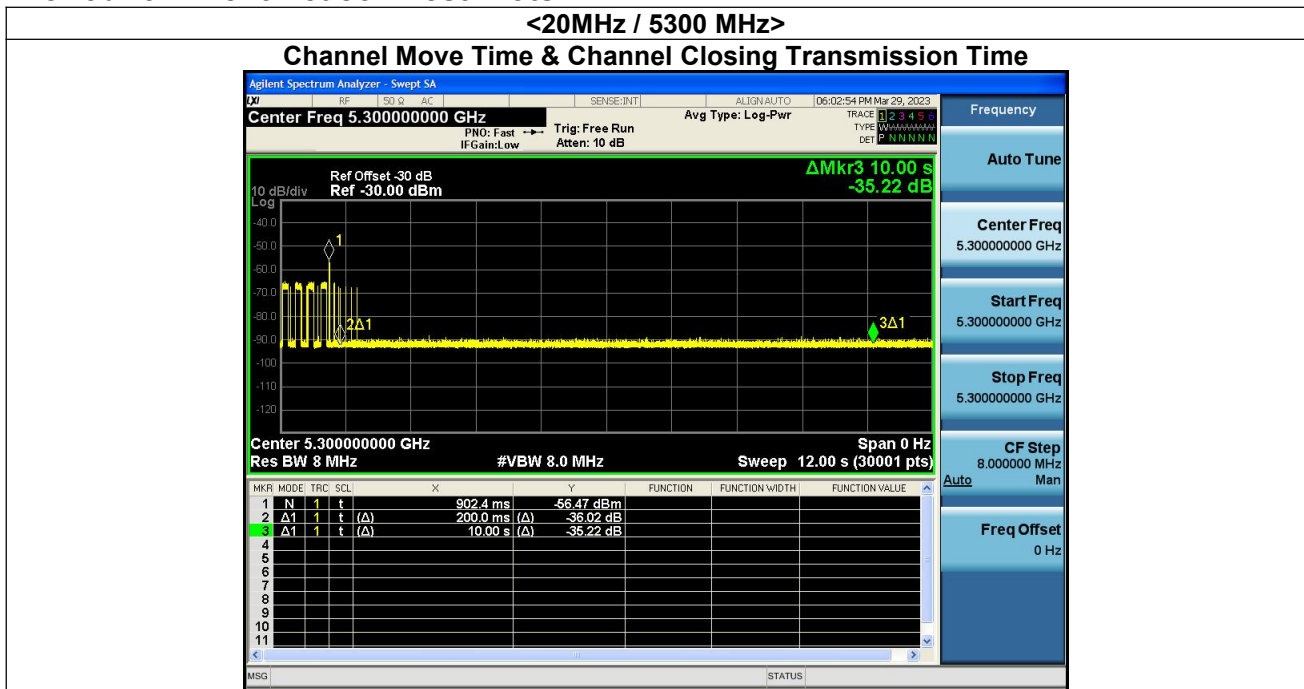 <20MHz / 5300 MHz>
Channel Move Time & Channel Closing Transmission Time
Agilent Spectrum Analyzer - Swept SA
LXI RF 50 Ω AC SENSE:INT ALIGN AUTO 06:02:54 PM Mar 29, 2023
Center Freq 5.300000000 GHz
PNO: Fast
IFGain:Low
Trig: Free Run
Atten: 10 dB
Avg Type: Log-Pwr
TRACE 1 2 3 4 5 6
TYPE WWWWWW
DET P N N N N N
Frequency
ΔMkr3 10.00 s
-35.22 dB
Ref Offset -30 dB
10 dB/div Ref -30.00 dBm
Log
-40.0
-50.0
-60.0
-70.0
-80.0
-90.0
-100
-110
-120
1
2Δ1
3Δ1
Center 5.300000000 GHz Span 0 Hz
Res BW 8 MHz #VBW 8.0 MHz Sweep 12.00 s (30001 pts)
MKR MODE TRC SCL X Y FUNCTION FUNCTION WIDTH FUNCTION VALUE
1 N 1 t 902.4 ms -56.47 dBm
2 Δ1 1 t (Δ) 200.0 ms (Δ) -36.02 dB
3 Δ1 1 t (Δ) 10.00 s (Δ) -35.22 dB
4
5
6
7
8
9
10
11
MSG STATUS
Auto Tune
Center Freq
5.300000000 GHz
Start Freq
5.300000000 GHz
Stop Freq
5.300000000 GHz
CF Step
8.000000 MHz
Auto Man
Freq Offset
0 Hz